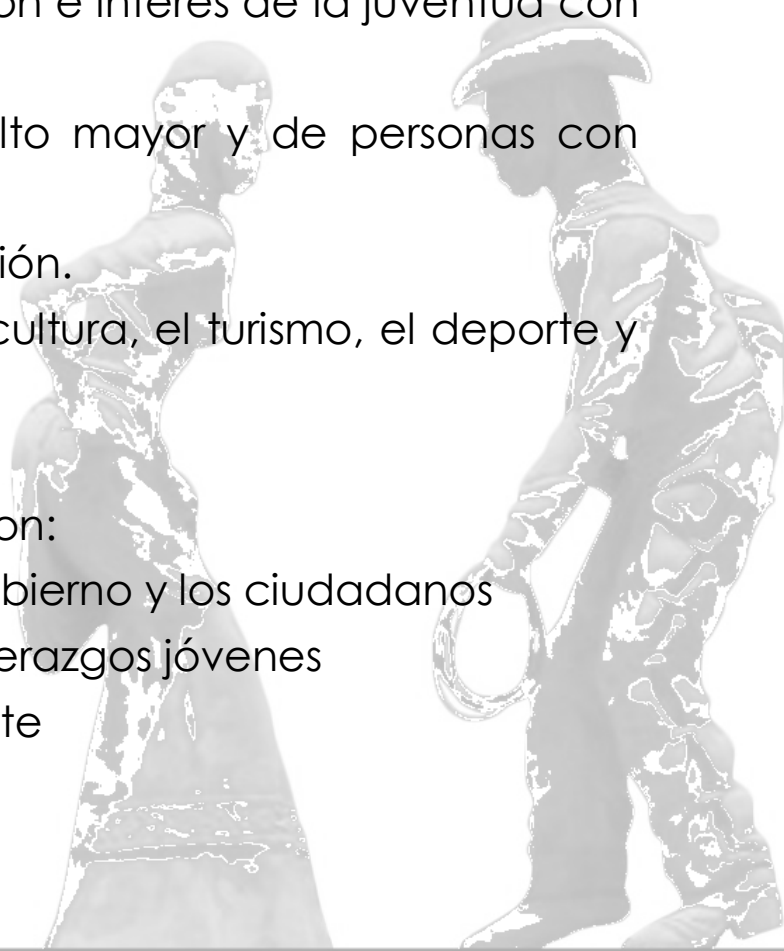 ón e interés de la juventud con
lto mayor y de personas con
ión.
cultura, el turismo, el deporte y
on:
bierno y los ciudadanos
erazgos jóvenes
te